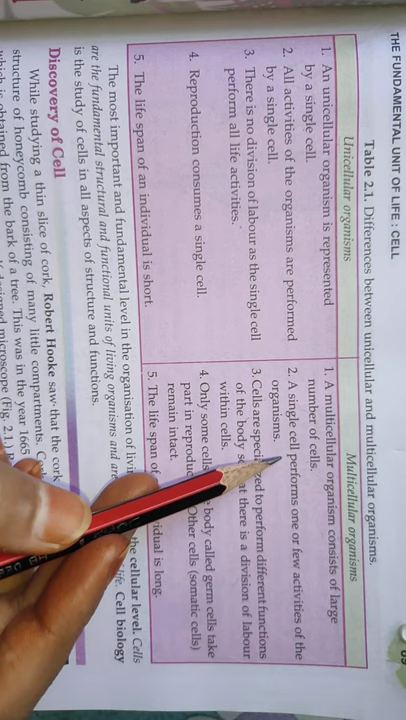 THE FUNDAMENTAL UNIT OF LIFE : CELL
Table 2.1. Differences between unicellular and multicellular organisms.
Unicellular organisms
1. An unicellular organism is represented
by a single cell.
2. All activities of the organisms are performed
by a single cell.
3. There is no division of labour as the single cell
perform all life activities.
4. Reproduction consumes a single cell.
5. The life span of an individual is short.
Multicellular organisms
1. A multicellular organism consists of large
number of cells.
2. A single cell performs one or few activities of the
organisms.
3. Cells are to perform different functions
of the body there is a division of labour
within cells.
4. Only some cells body called germ cells take
part in Other cells (somatic cells)
remain intact.
5. The life span of is long.
The most important and fundamental level in the organisation of the cellular level. Cells
are the fundamental structural and functional units of living organisms and Cell biology
is the study of cells in all aspects of structure and functions.
Discovery of Cell
While studying a thin slice of cork, Robert Hooke saw that the cork
structure of honeycomb consisting of many little compartments.
which is obtained from the bark of a tree. This was in the year 1665
microscope (Fig. 2.1.)